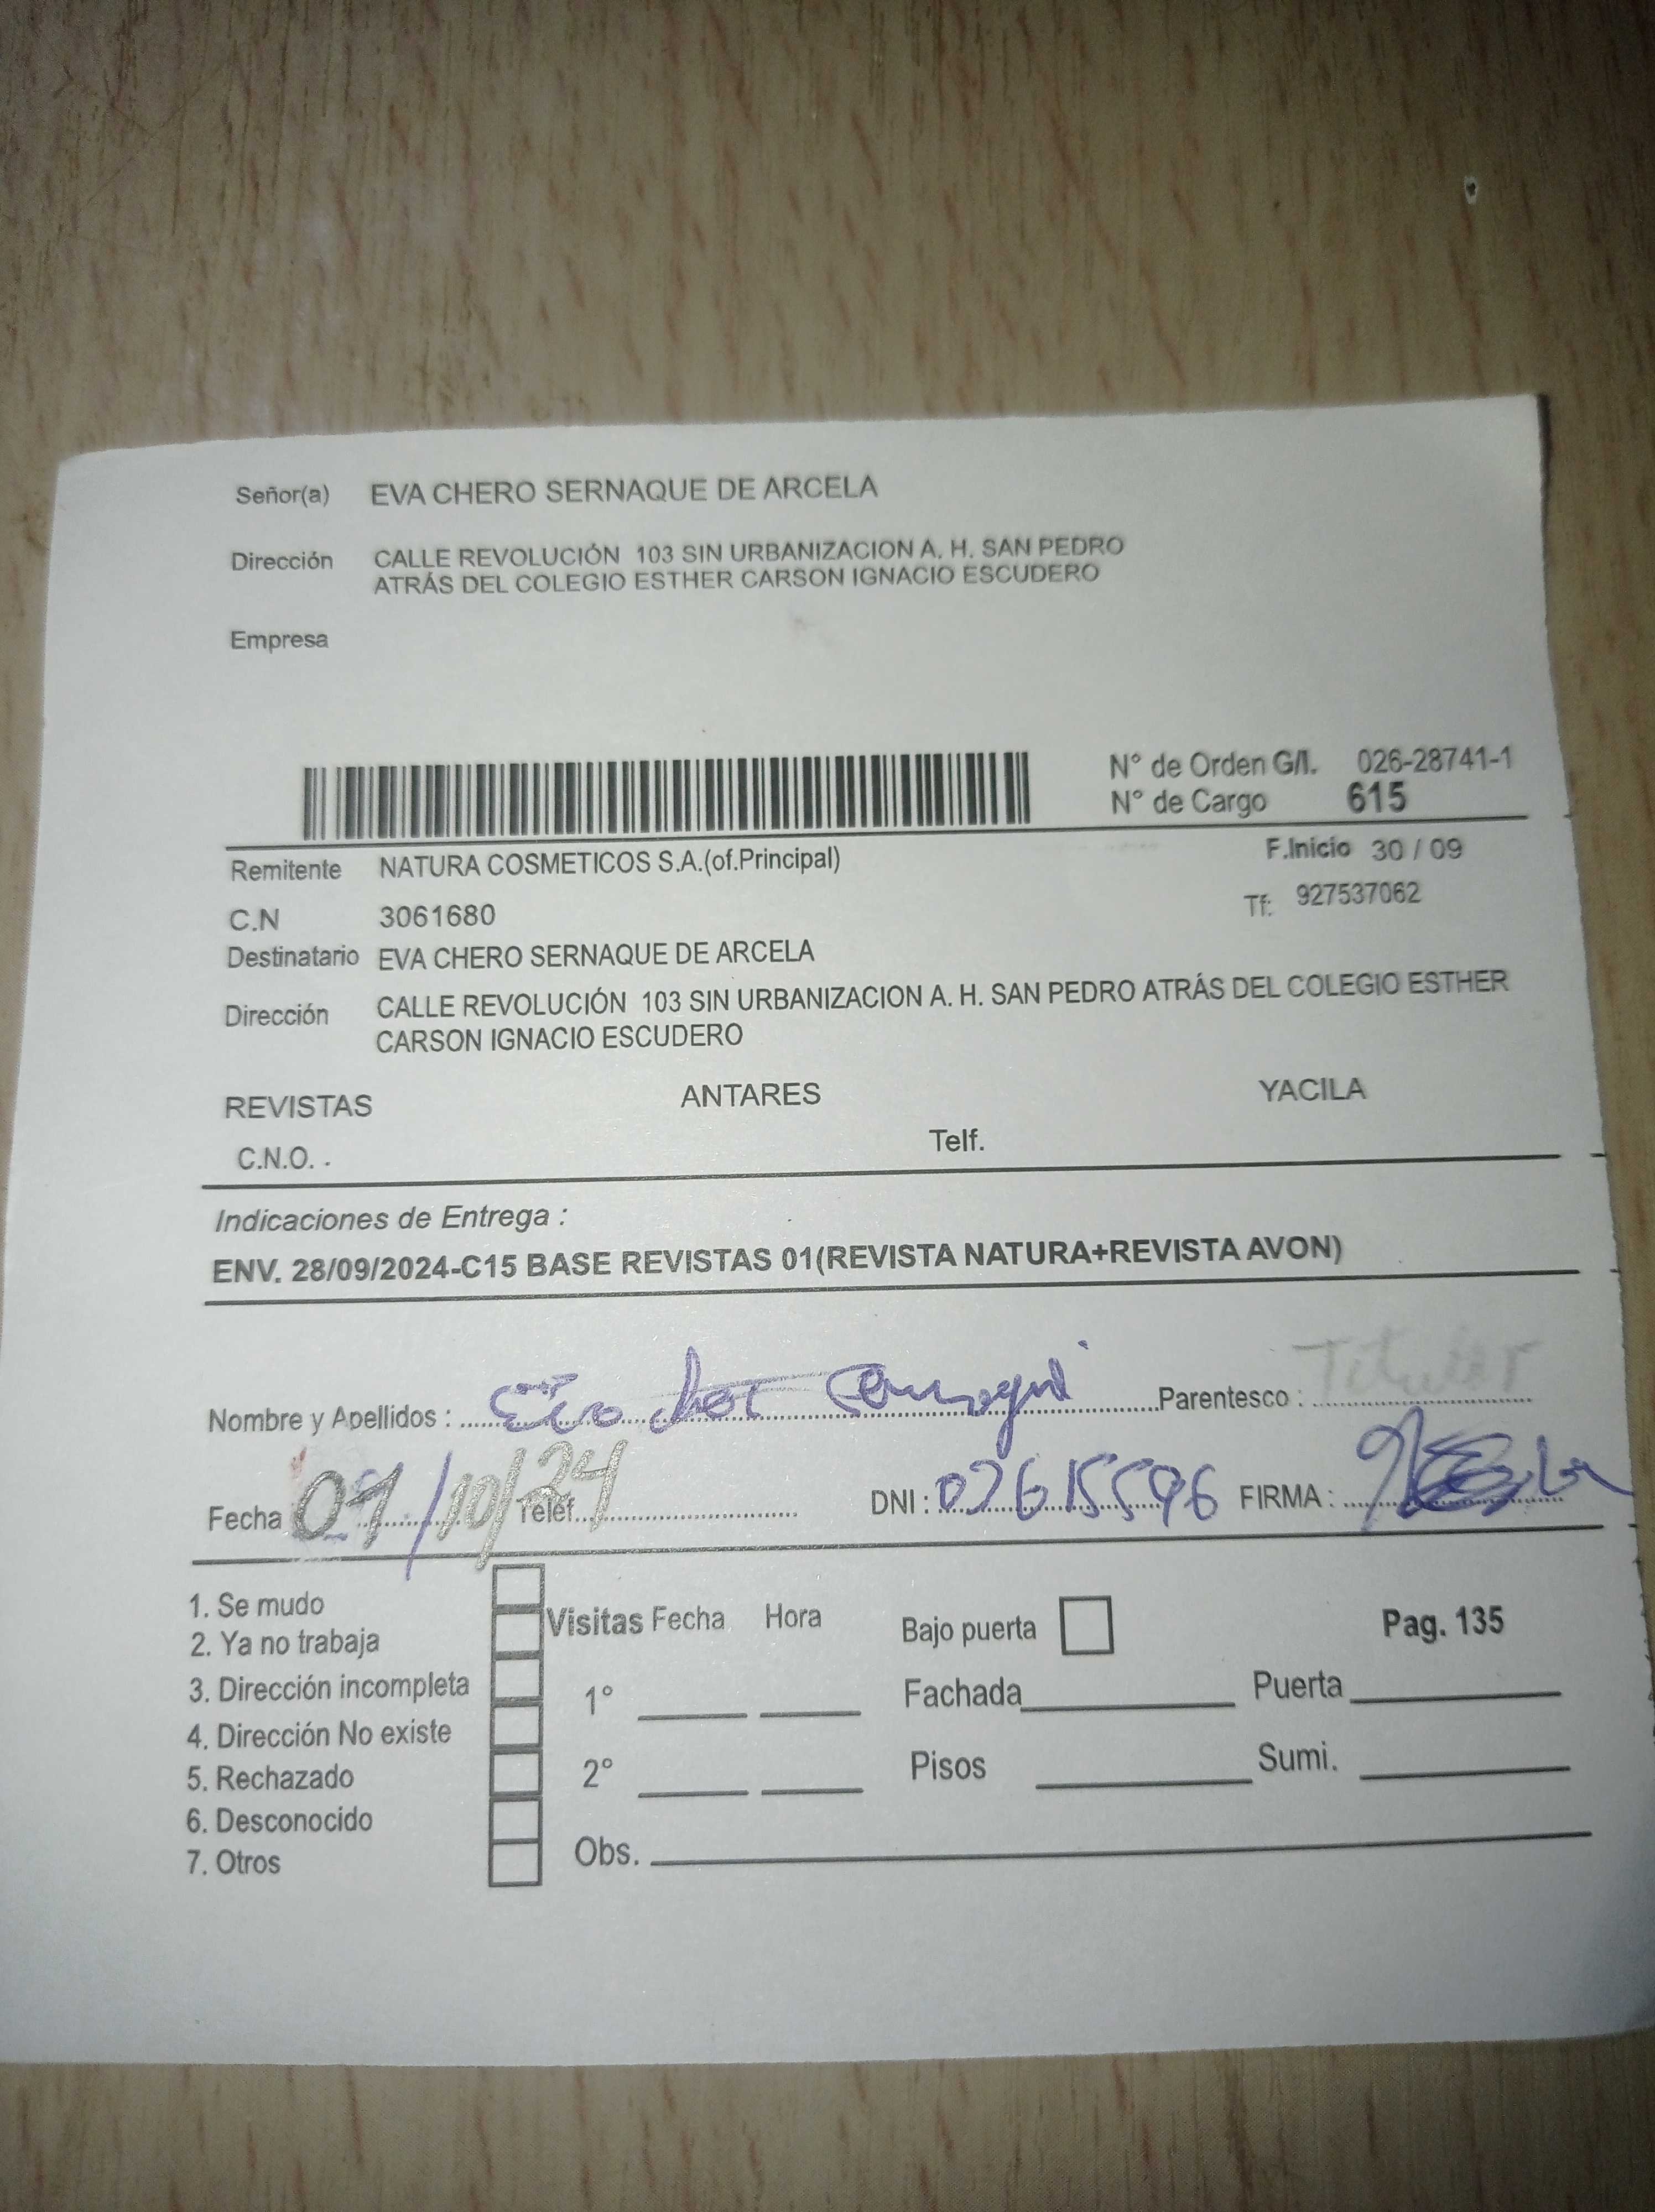 Señor(a) EVA CHERO SERNAQUE DE ARCELA
Dirección CALLE REVOLUCIÓN 103 SIN URBANIZACION A. H. SAN PEDRO
ATRÁS DEL COLEGIO ESTHER CARSON IGNACIO ESCUDERO
Empresa
N° de Orden G/I. 026-28741-1
N° de Cargo 615
Remitente NATURA COSMETICOS S.A.(of.Principal) F.Inicio 30 / 09
C.N 3061680 Tf: 927537062
Destinatario EVA CHERO SERNAQUE DE ARCELA
Dirección CALLE REVOLUCIÓN 103 SIN URBANIZACION A. H. SAN PEDRO ATRÁS DEL COLEGIO ESTHER
CARSON IGNACIO ESCUDERO
REVISTAS ANTARES YACILA
C.N.O. . Telf.
Indicaciones de Entrega :
ENV. 28/09/2024-C15 BASE REVISTAS 01(REVISTA NATURA+REVISTA AVON)
Nombre y Apellidos : Parentesco : Titular
Fecha /10/24 Telef. DNI : FIRMA :
1. Se mudo
2. Ya no trabaja
3. Dirección incompleta
4. Dirección No existe
5. Rechazado
6. Desconocido
7. Otros
Visitas Fecha Hora
1°
2°
Obs.
Bajo puerta Pag. 135
Fachada Puerta
Pisos Sumi.